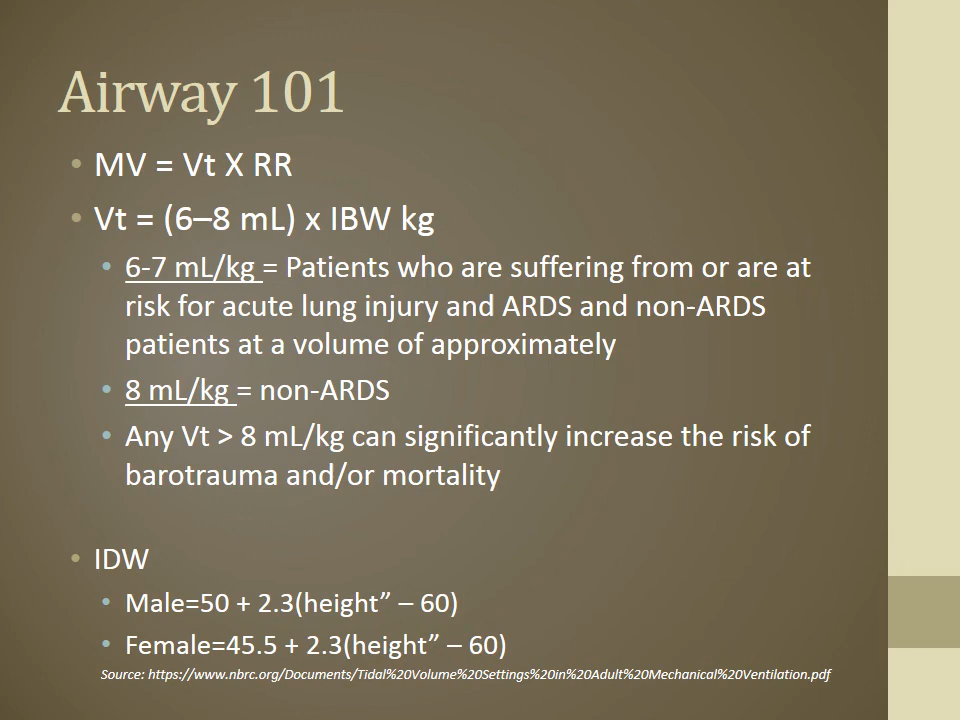 Airway 101
• MV = Vt X RR
• Vt = (6–8 mL) x IBW kg
• 6-7 mL/kg = Patients who are suffering from or are at
risk for acute lung injury and ARDS and non-ARDS
patients at a volume of approximately
• 8 mL/kg = non-ARDS
• Any Vt > 8 mL/kg can significantly increase the risk of
barotrauma and/or mortality
• IDW
• Male=50 + 2.3(height” – 60)
• Female=45.5 + 2.3(height” – 60)
Source: https://www.nbrc.org/Documents/Tidal%20Volume%20Settings%20in%20Adult%20Mechanical%20Ventilation.pdf